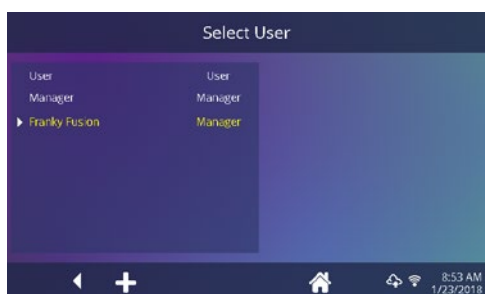 Select User
User User
Manager Manager
Franky Fusion Manager
8:53 AM
1/23/2018